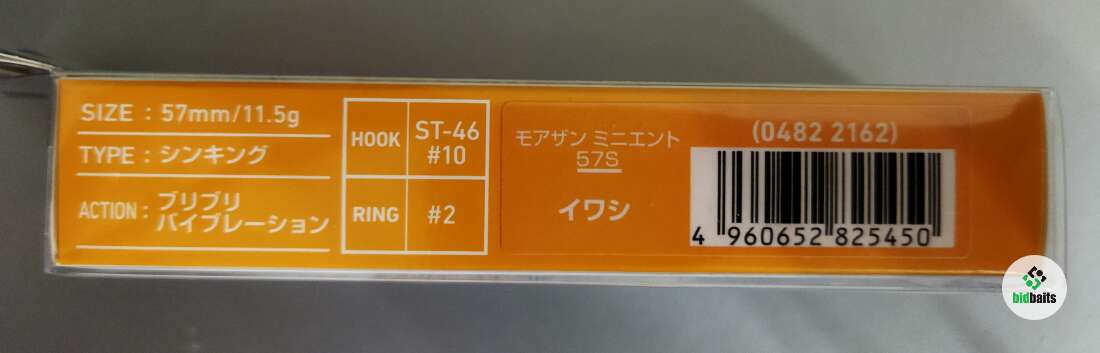 SIZE : 57mm/11.5g
TYPE : シンキング
ACTION : ブリブリ
バイブレーション
HOOK ST-46
#10
RING #2
モアザン ミニエント
57S
イワシ
(0482 2162)
4 960652 825450
bidbaits